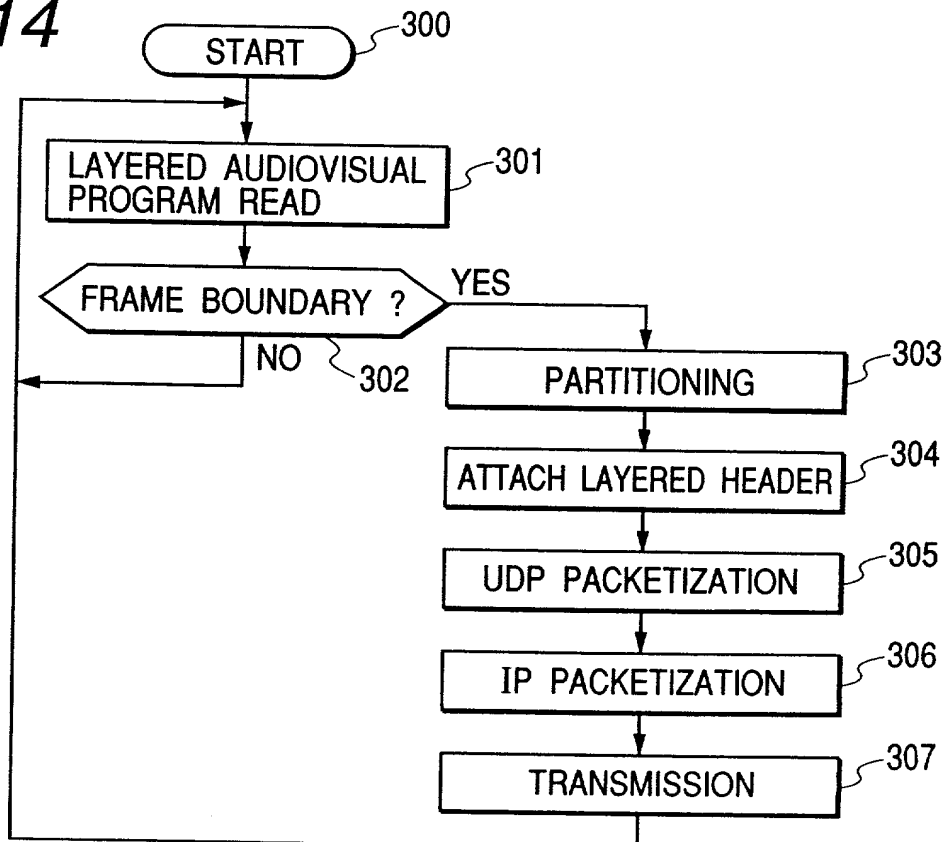 14
START
300
LAYERED AUDIOVISUAL
PROGRAM READ
301
FRAME BOUNDARY ?
YES
NO
302
PARTITIONING
303
ATTACH LAYERED HEADER
304
UDP PACKETIZATION
305
IP PACKETIZATION
306
TRANSMISSION
307